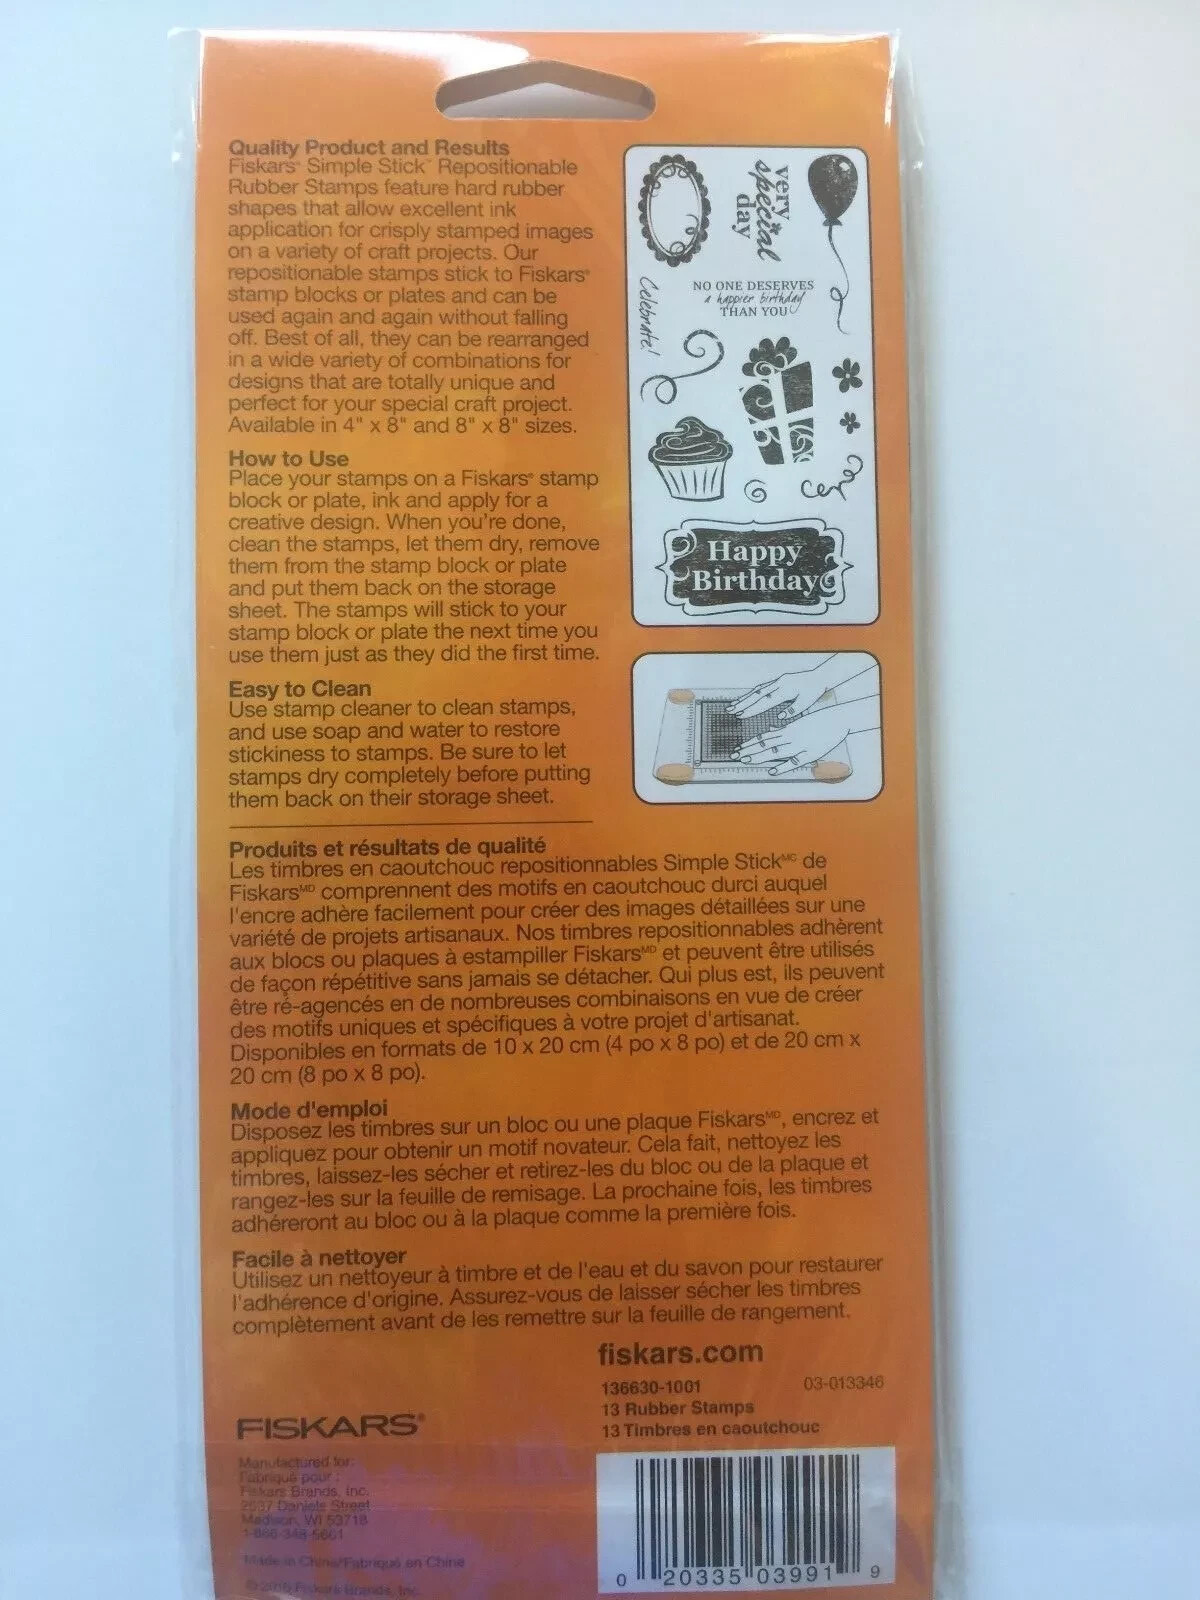 Quality Product and Results
Fiskars® Simple Stick™ Repositionable
Rubber Stamps feature hard rubber
shapes that allow excellent ink
application for crisply stamped images
on a variety of craft projects. Our
repositionable stamps stick to Fiskars®
stamp blocks or plates and can be
used again and again without falling
off. Best of all, they can be rearranged
in a wide variety of combinations for
designs that are totally unique and
perfect for your special craft project.
Available in 4" x 8" and 8" x 8" sizes.
How to Use
Place your stamps on a Fiskars® stamp
block or plate, ink and apply for a
creative design. When you're done,
clean the stamps, let them dry, remove
them from the stamp block or plate
and put them back on the storage
sheet. The stamps will stick to your
stamp block or plate the next time you
use them just as they did the first time.
Easy to Clean
Use stamp cleaner to clean stamps,
and use soap and water to restore
stickiness to stamps. Be sure to let
stamps dry completely before putting
them back on their storage sheet.
very
special
day
NO ONE DESERVES
a happier birthday
THAN YOU
Celebrate!
Happy
Birthday
Produits et résultats de qualité
Les timbres en caoutchouc repositionnables Simple Stick MC de
Fiskars MD comprennent des motifs en caoutchouc durci auquel
l'encre adhère facilement pour créer des images détaillées sur une
variété de projets artisanaux. Nos timbres repositionnables adhèrent
aux blocs ou plaques à estampiller Fiskars MD et peuvent être utilisés
de façon répétitive sans jamais se détacher. Qui plus est, ils peuvent
être ré-agencés en de nombreuses combinaisons en vue de créer
des motifs uniques et spécifiques à votre projet d'artisanat.
Disponibles en formats de 10 x 20 cm (4 po x 8 po) et de 20 cm x
20 cm (8 po x 8 po).
Mode d'emploi
Disposez les timbres sur un bloc ou une plaque Fiskars MD, encrez et
appliquez pour obtenir un motif novateur. Cela fait, nettoyez les
timbres, laissez-les sécher et retirez-les du bloc ou de la plaque et
rangez-les sur la feuille de remisage. La prochaine fois, les timbres
adhéreront au bloc ou à la plaque comme la première fois.
Facile à nettoyer
Utilisez un nettoyeur à timbre et de l'eau et du savon pour restaurer
l'adhérence d'origine. Assurez-vous de laisser sécher les timbres
complètement avant de les remettre sur la feuille de rangement.
fiskars.com
136630-1001 03-013346
13 Rubber Stamps
13 Timbres en caoutchouc
FISKARS®
Manufactured for:
Fabriqué pour :
Fiskars Brands, Inc.
2537 Daniels Street
Madison, WI 53718
1-866-348-5661
Made in China/Fabriqué en Chine
Fiskars Brands, Inc.
0 20335 03991 9